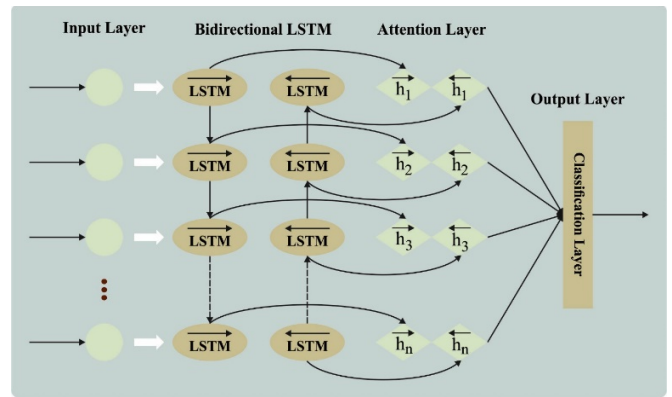 Input Layer Bidirectional LSTM Attention Layer
LSTM LSTM h₁ h₁
Output Layer
LSTM LSTM h₂ h₂
Classification Layer
LSTM LSTM h₃ h₃
LSTM LSTM hₙ hₙ